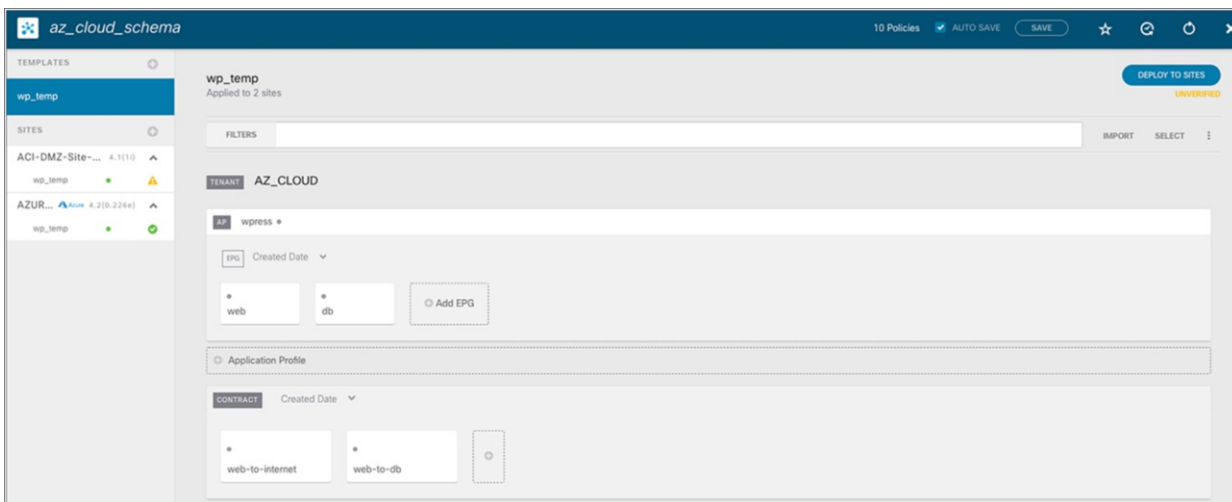 az_cloud_schema
10 Policies AUTO SAVE SAVE
TEMPLATES
wp_temp
SITES
ACI-DMZ-Site-... 4.1(1i)
wp_temp
AZUR... Azure 4.2(0.226e)
wp_temp
wp_temp
Applied to 2 sites
DEPLOY TO SITES
UNVERIFIED
FILTERS IMPORT SELECT
TENANT AZ_CLOUD
AP wpress
EPG Created Date
web db Add EPG
Application Profile
CONTRACT Created Date
web-to-internet web-to-db